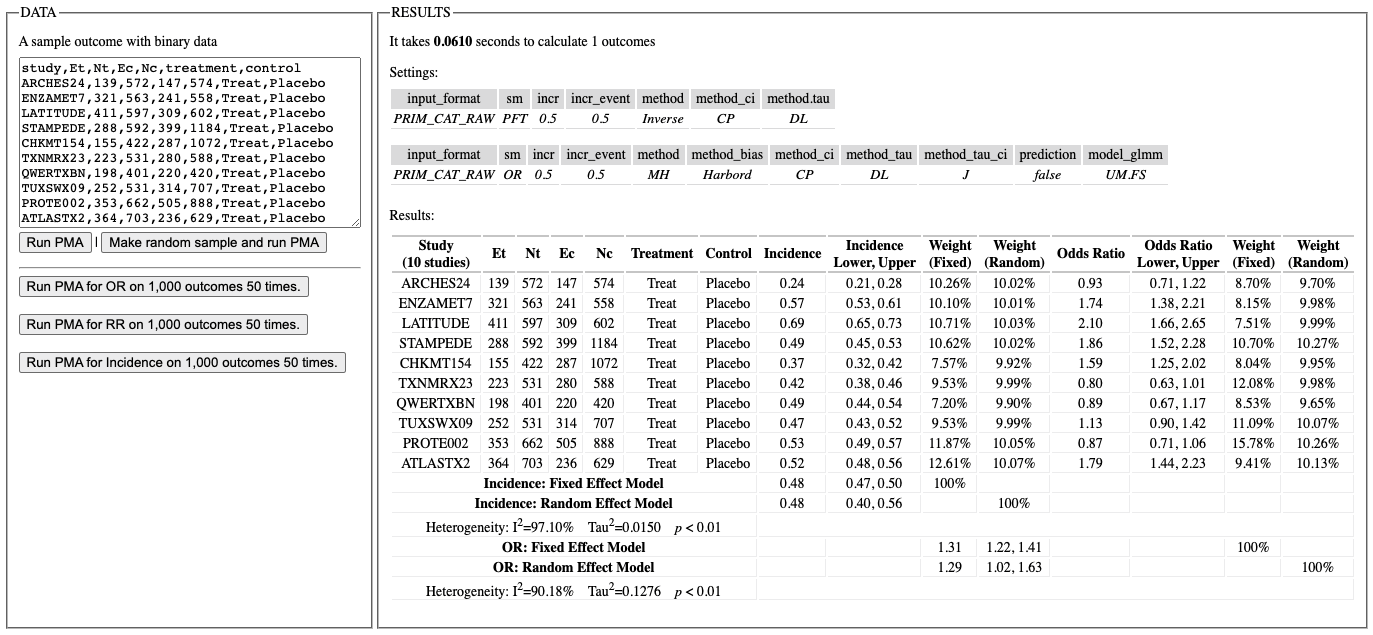 DATA
A sample outcome with binary data
study,Et,Nt,Ec,Nc,treatment,control
ARCHES24,139,572,147,574,Treat,Placebo
ENZAMET7,321,563,241,558,Treat,Placebo
LATITUDE,411,597,309,602,Treat,Placebo
STAMPEDE,288,592,399,1184,Treat,Placebo
CHKMT154,155,422,287,1072,Treat,Placebo
TXNMRX23,223,531,280,588,Treat,Placebo
QWERTXBN,198,401,220,420,Treat,Placebo
TUXSWX09,252,531,314,707,Treat,Placebo
PROTE002,353,662,505,888,Treat,Placebo
ATLASTX2,364,703,236,629,Treat,Placebo
Run PMA | Make random sample and run PMA
Run PMA for OR on 1,000 outcomes 50 times.
Run PMA for RR on 1,000 outcomes 50 times.
Run PMA for Incidence on 1,000 outcomes 50 times.
RESULTS
It takes 0.0610 seconds to calculate 1 outcomes
Settings:
input_format sm incr incr_event method method_ci method.tau
PRIM_CAT_RAW PFT 0.5 0.5 Inverse CP DL
input_format sm incr incr_event method method_bias method_ci method_tau method_tau_ci prediction model_glmm
PRIM_CAT_RAW OR 0.5 0.5 MH Harbord CP DL J false UM.FS
Results:
Study (10 studies) Et Nt Ec Nc Treatment Control Incidence Incidence Lower, Upper Weight (Fixed) Weight (Random) Odds Ratio Odds Ratio Lower, Upper Weight (Fixed) Weight (Random)
ARCHES24 139 572 147 574 Treat Placebo 0.24 0.21, 0.28 10.26% 10.02% 0.93 0.71, 1.22 8.70% 9.70%
ENZAMET7 321 563 241 558 Treat Placebo 0.57 0.53, 0.61 10.10% 10.01% 1.74 1.38, 2.21 8.15% 9.98%
LATITUDE 411 597 309 602 Treat Placebo 0.69 0.65, 0.73 10.71% 10.03% 2.10 1.66, 2.65 7.51% 9.99%
STAMPEDE 288 592 399 1184 Treat Placebo 0.49 0.45, 0.53 10.62% 10.02% 1.86 1.52, 2.28 10.70% 10.27%
CHKMT154 155 422 287 1072 Treat Placebo 0.37 0.32, 0.42 7.57% 9.92% 1.59 1.25, 2.02 8.04% 9.95%
TXNMRX23 223 531 280 588 Treat Placebo 0.42 0.38, 0.46 9.53% 9.99% 0.80 0.63, 1.01 12.08% 9.98%
QWERTXBN 198 401 220 420 Treat Placebo 0.49 0.44, 0.54 7.20% 9.90% 0.89 0.67, 1.17 8.53% 9.65%
TUXSWX09 252 531 314 707 Treat Placebo 0.47 0.43, 0.52 9.53% 9.99% 1.13 0.90, 1.42 11.09% 10.07%
PROTE002 353 662 505 888 Treat Placebo 0.53 0.49, 0.57 11.87% 10.05% 0.87 0.71, 1.06 15.78% 10.26%
ATLASTX2 364 703 236 629 Treat Placebo 0.52 0.48, 0.56 12.61% 10.07% 1.79 1.44, 2.23 9.41% 10.13%
Incidence: Fixed Effect Model 0.48 0.47, 0.50 100%
Incidence: Random Effect Model 0.48 0.40, 0.56 100%
Heterogeneity: I²=97.10% Tau²=0.0150 p < 0.01
OR: Fixed Effect Model 1.31 1.22, 1.41 100%
OR: Random Effect Model 1.29 1.02, 1.63 100%
Heterogeneity: I²=90.18% Tau²=0.1276 p < 0.01